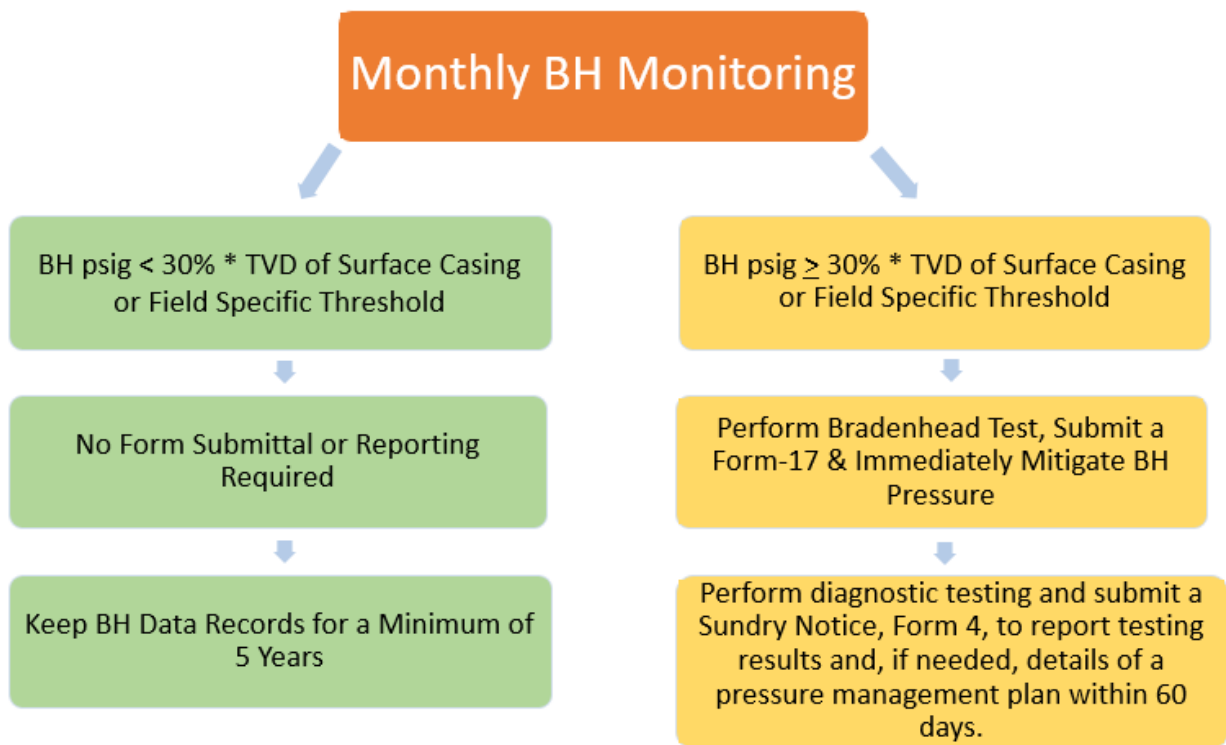 Monthly BH Monitoring
BH psig < 30% * TVD of Surface Casing
or Field Specific Threshold
BH psig ≥ 30% * TVD of Surface Casing
or Field Specific Threshold
No Form Submittal or Reporting
Required
Perform Bradenhead Test, Submit a
Form-17 & Immediately Mitigate BH
Pressure
Keep BH Data Records for a Minimum of
5 Years
Perform diagnostic testing and submit a
Sundry Notice, Form 4, to report testing
results and, if needed, details of a
pressure management plan within 60
days.